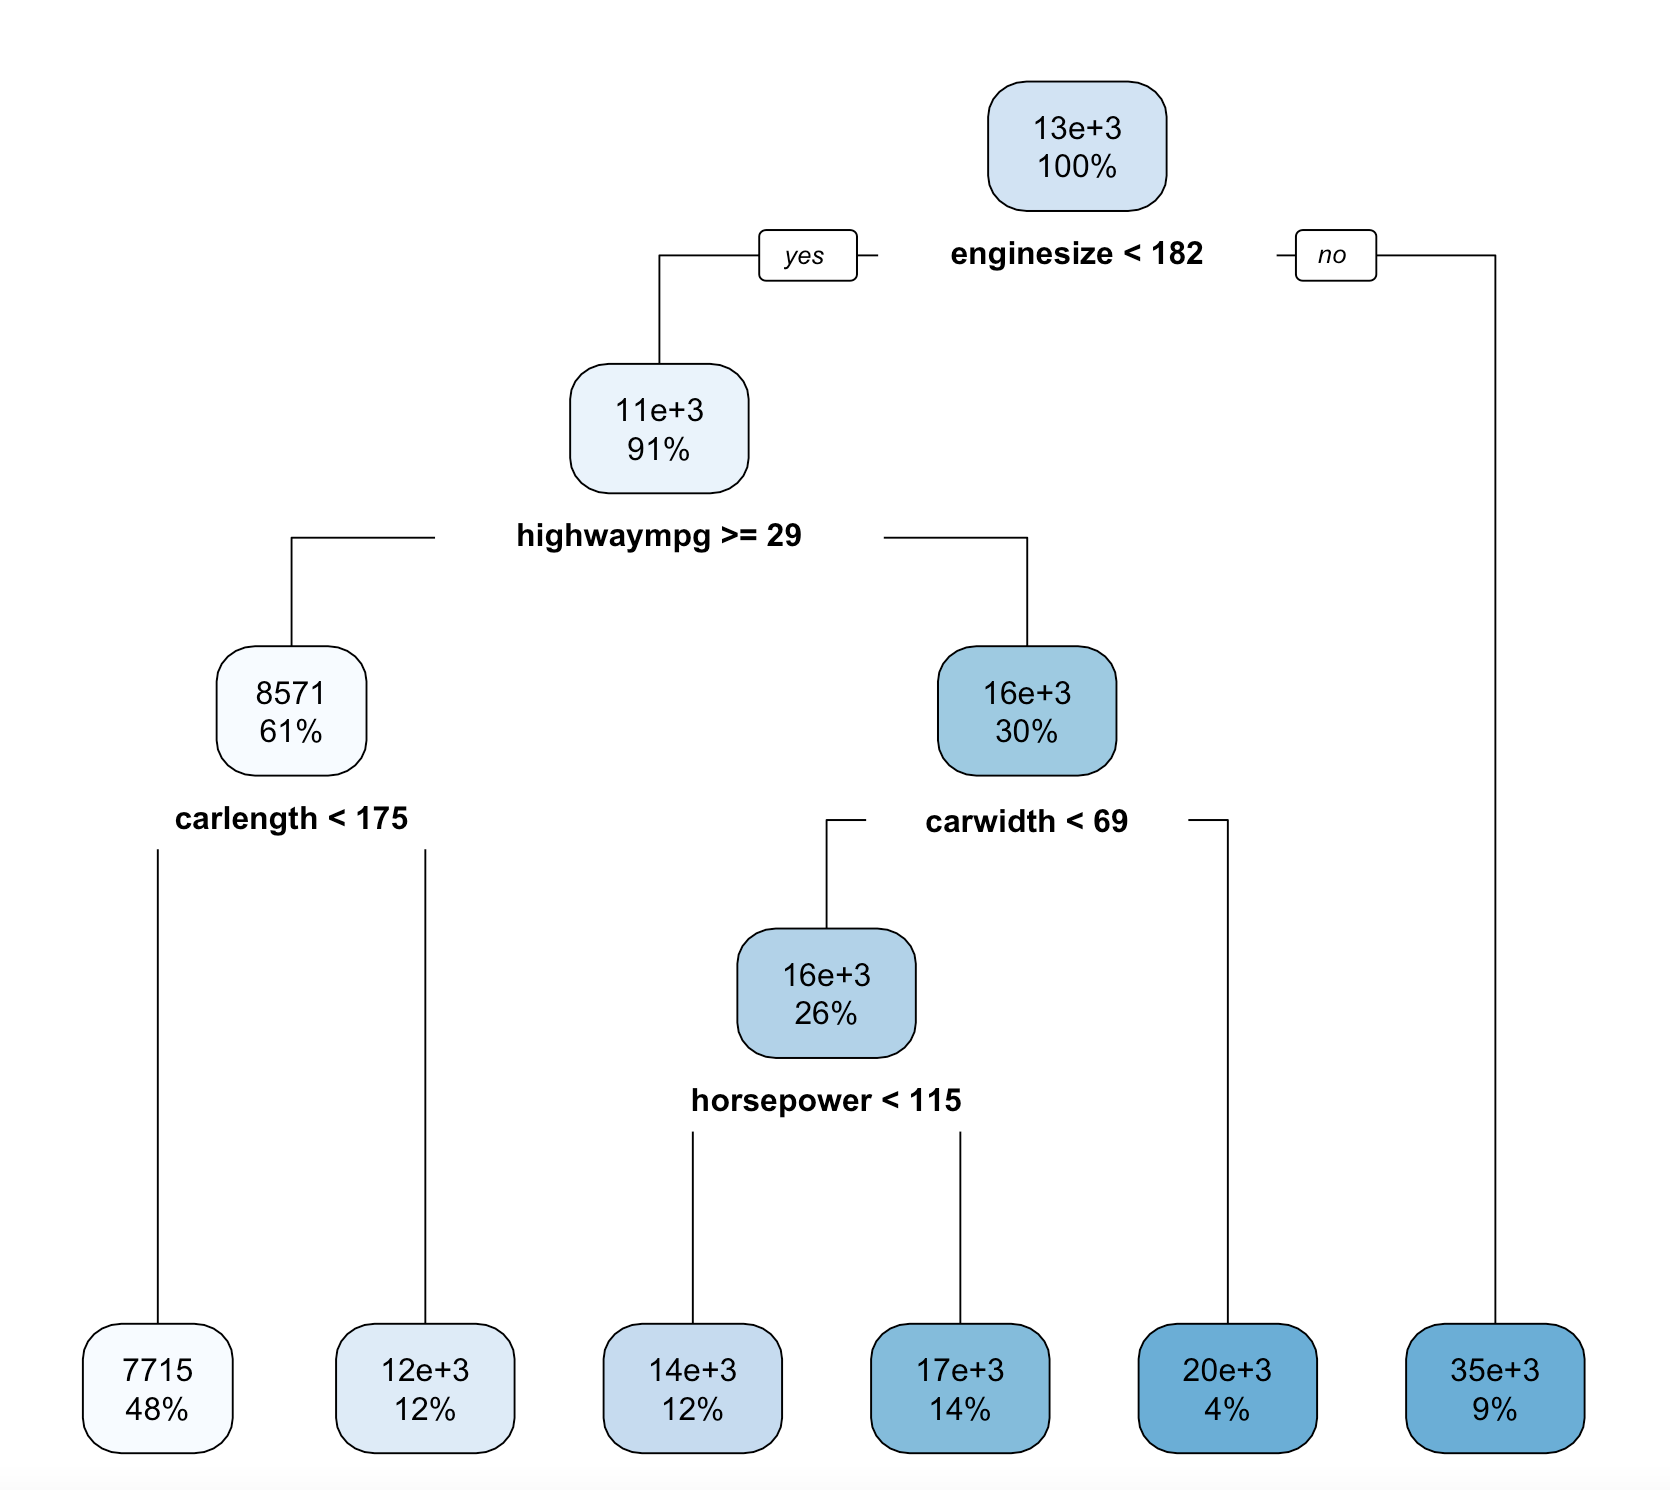 13e+3
100%
yes
enginesize < 182
no
11e+3
91%
highwaympg >= 29
8571
61%
16e+3
30%
carlength < 175
carwidth < 69
16e+3
26%
horsepower < 115
7715
48%
12e+3
12%
14e+3
12%
17e+3
14%
20e+3
4%
35e+3
9%